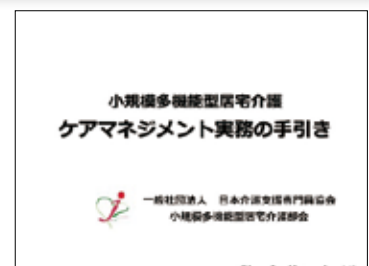 小規模多機能型居宅介護
ケアマネジメント実務の手引き
一般社団法人 日本介護支援専門員協会
小規模多機能型居宅介護部会